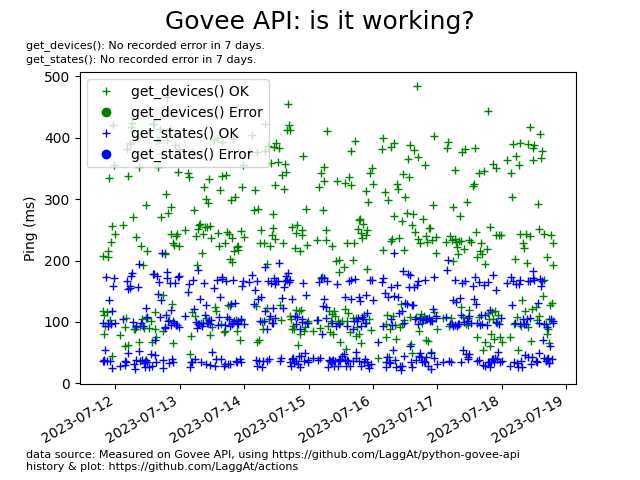 Govee API: is it working?
get_devices(): No recorded error in 7 days.
get_states(): No recorded error in 7 days.
500
400
300
200
100
0
Ping (ms)
get_devices() OK
get_devices() Error
get_states() OK
get_states() Error
2023-07-12
2023-07-13
2023-07-14
2023-07-15
2023-07-16
2023-07-17
2023-07-18
2023-07-19
data source: Measured on Govee API, using https://github.com/LaggAt/python-govee-api
history & plot: https://github.com/LaggAt/actions